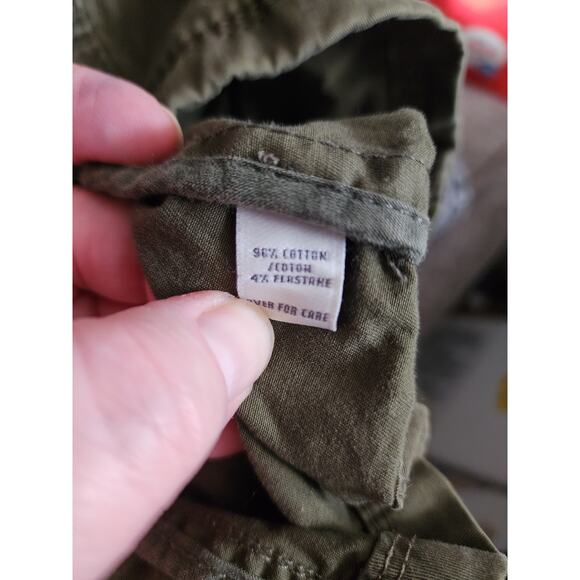 96% COTTON
/COTON
4% ELASTANE
OVER FOR CARE